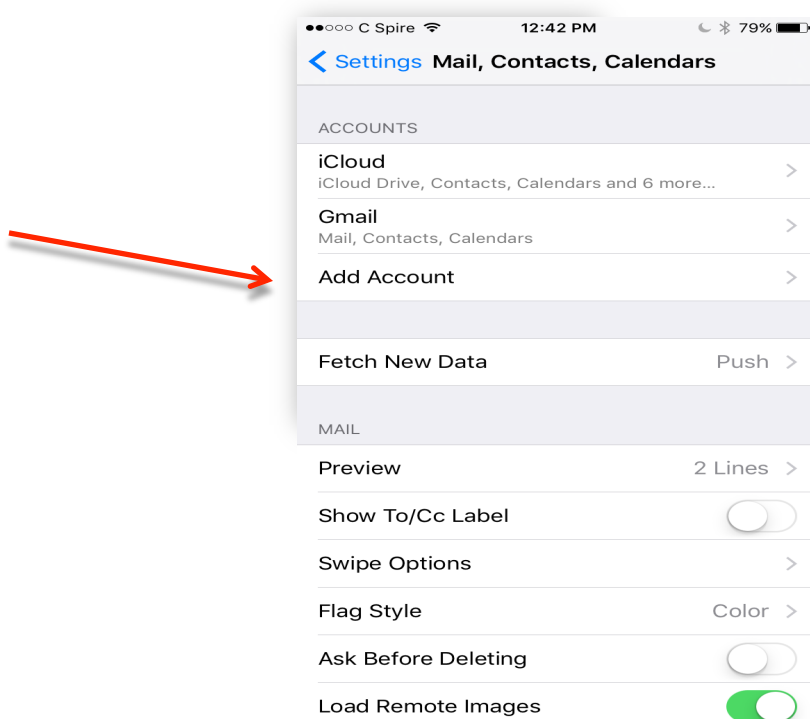 C Spire 12:42 PM 79%
Settings Mail, Contacts, Calendars
ACCOUNTS
iCloud
iCloud Drive, Contacts, Calendars and 6 more...
Gmail
Mail, Contacts, Calendars
Add Account
Fetch New Data Push
MAIL
Preview 2 Lines
Show To/Cc Label
Swipe Options
Flag Style Color
Ask Before Deleting
Load Remote Images